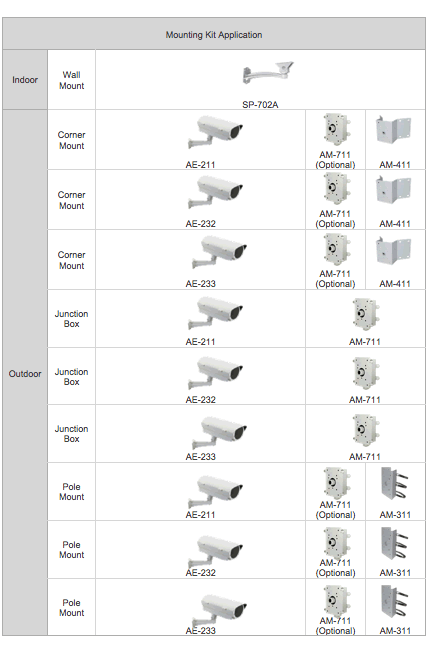 Mounting Kit Application
Indoor
Wall
Mount
SP-702A
Outdoor
Corner
Mount
AE-211
AM-711
(Optional)
AM-411
Corner
Mount
AE-232
AM-711
(Optional)
AM-411
Corner
Mount
AE-233
AM-711
(Optional)
AM-411
Junction
Box
AE-211
AM-711
Junction
Box
AE-232
AM-711
Junction
Box
AE-233
AM-711
Pole
Mount
AE-211
AM-711
(Optional)
AM-311
Pole
Mount
AE-232
AM-711
(Optional)
AM-311
Pole
Mount
AE-233
AM-711
(Optional)
AM-311